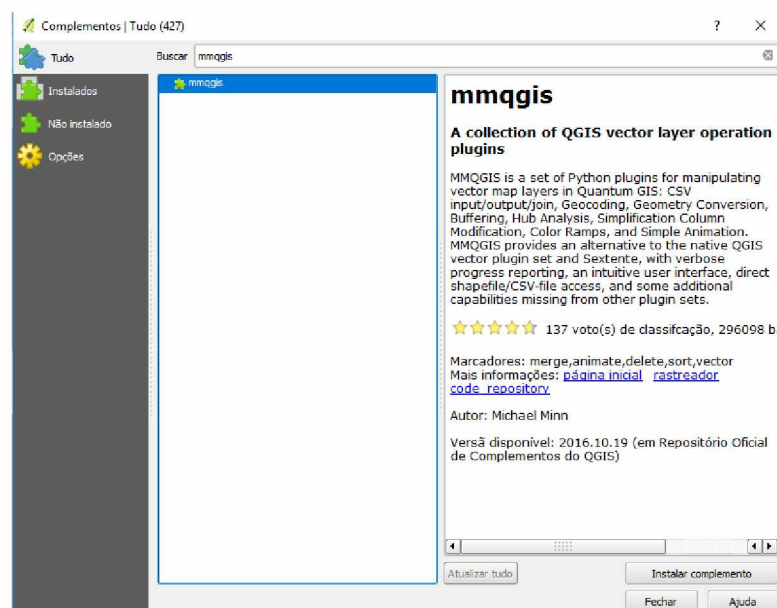 Complementos | Tudo (427)
?
Tudo
Instalados
Não instalado
Opções
Buscar mmqgis
mmqgis
mmqgis
A collection of QGIS vector layer operation
plugins
MMQGIS is a set of Python plugins for manipulating
vector map layers in Quantum GIS: CSV
input/output/join, Geocoding, Geometry Conversion,
Buffering, Hub Analysis, Simplification Column
Modification, Color Ramps, and Simple Animation.
MMQGIS provides an alternative to the native QGIS
vector plugin set and Sextente, with verbose
progress reporting, an intuitive user interface, direct
shapefile/CSV-file access, and some additional
capabilities missing from other plugin sets.
137 voto(s) de classifcação, 296098 b
Marcadores: merge,animate,delete,sort,vector
Mais informações: página inicial rastreador
code_repository
Autor: Michael Minn
Versã disponível: 2016.10.19 (em Repositório Oficial
de Complementos do QGIS)
Atualizar tudo
Instalar complemento
Fechar
Ajuda